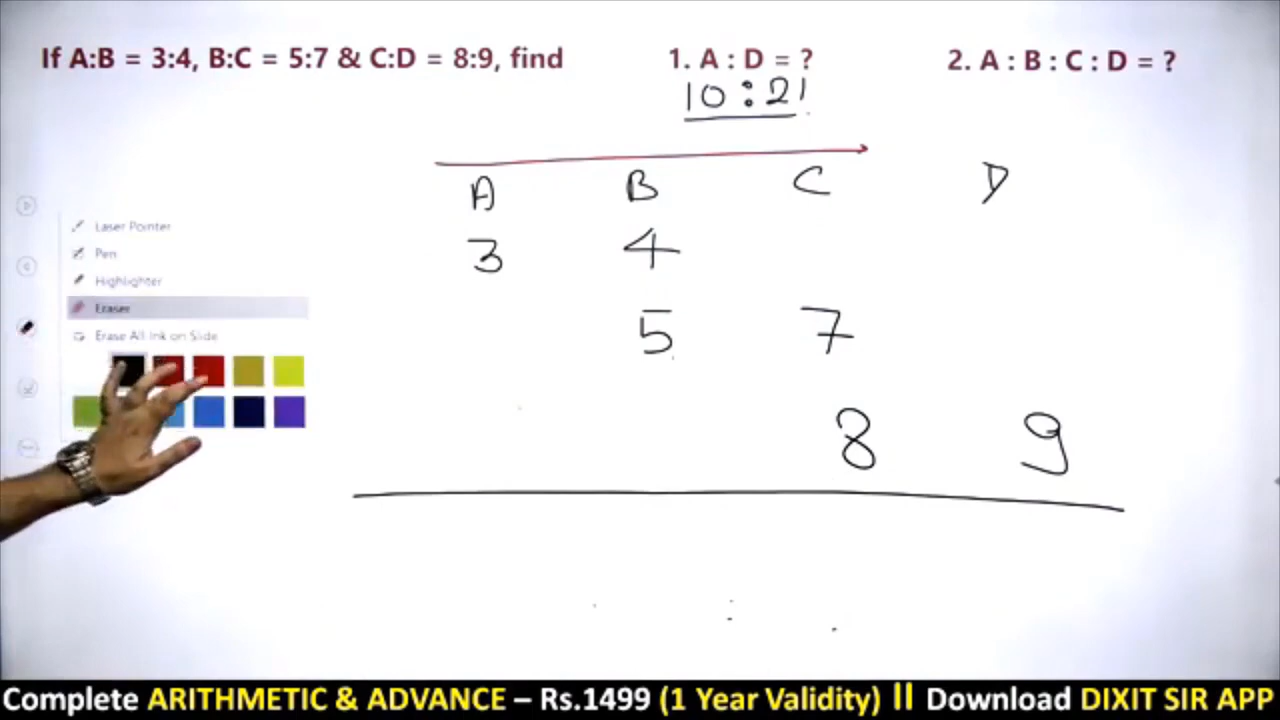 If A:B = 3:4, B:C = 5:7 & C:D = 8:9, find 1. A : D = ? 2. A : B : C : D = ?
10 : 21
A B C D
3 4
5 7
8 9
Laser Pointer
Pen
Highlighter
Eraser
Erase All Ink on Slide
Complete ARITHMETIC & ADVANCE – Rs.1499 (1 Year Validity) II Download DIXIT SIR APP